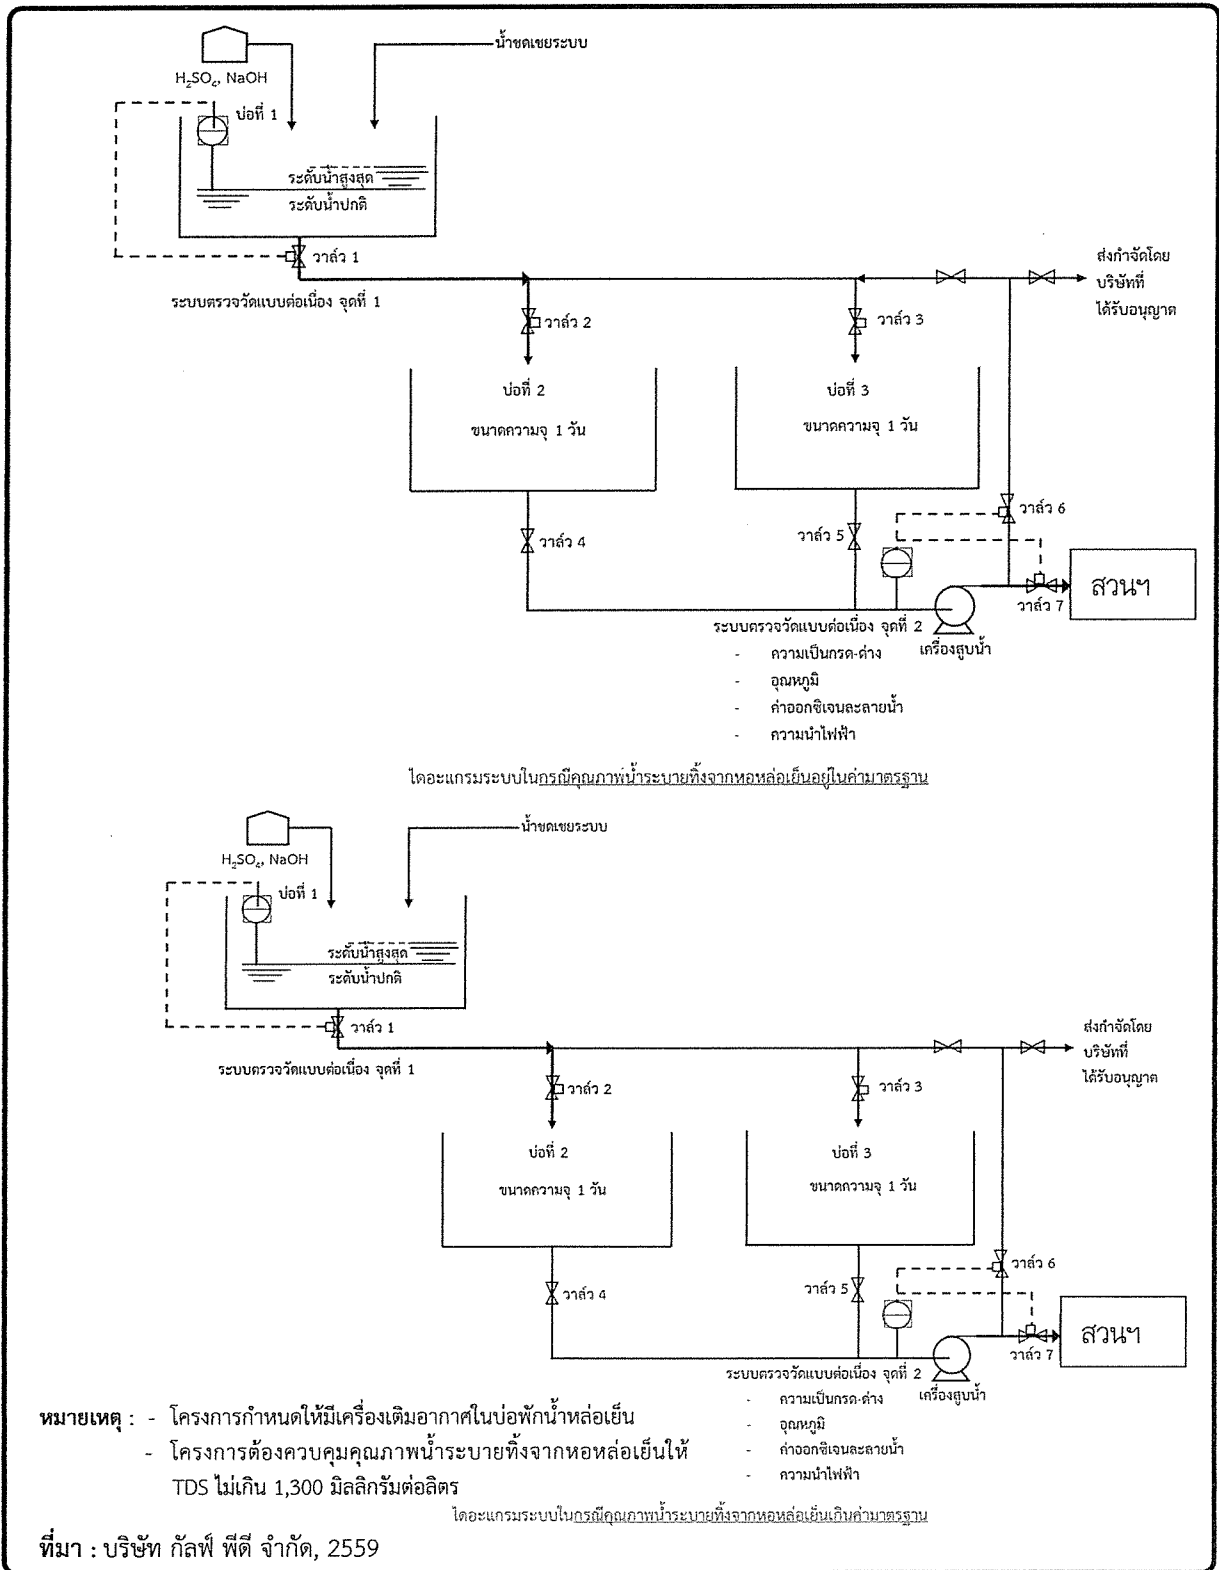 น้ำชดเชยระบบ
H₂SO₄, NaOH
บ่อที่ 1
ระดับน้ำสูงสุด
ระดับน้ำปกติ
วาล์ว 1
ระบบตรวจวัดแบบต่อเนื่อง จุดที่ 1
ส่งกำจัดโดย
บริษัทที่
ได้รับอนุญาต
วาล์ว 2
วาล์ว 3
บ่อที่ 2
ขนาดความจุ 1 วัน
บ่อที่ 3
ขนาดความจุ 1 วัน
วาล์ว 4
วาล์ว 5
วาล์ว 6
สวนฯ
วาล์ว 7
ระบบตรวจวัดแบบต่อเนื่อง จุดที่ 2
เครื่องสูบน้ำ
- ความเป็นกรด-ด่าง
- อุณหภูมิ
- ค่าออกซิเจนละลายน้ำ
- ความนำไฟฟ้า
ไดอะแกรมระบบในกรณีคุณภาพน้ำระบายทิ้งจากหอหล่อเย็นอยู่ในค่ามาตรฐาน
น้ำชดเชยระบบ
H₂SO₄, NaOH
บ่อที่ 1
ระดับน้ำสูงสุด
ระดับน้ำปกติ
วาล์ว 1
ระบบตรวจวัดแบบต่อเนื่อง จุดที่ 1
ส่งกำจัดโดย
บริษัทที่
ได้รับอนุญาต
วาล์ว 2
วาล์ว 3
บ่อที่ 2
ขนาดความจุ 1 วัน
บ่อที่ 3
ขนาดความจุ 1 วัน
วาล์ว 4
วาล์ว 5
วาล์ว 6
สวนฯ
วาล์ว 7
ระบบตรวจวัดแบบต่อเนื่อง จุดที่ 2
เครื่องสูบน้ำ
- ความเป็นกรด-ด่าง
- อุณหภูมิ
- ค่าออกซิเจนละลายน้ำ
- ความนำไฟฟ้า
หมายเหตุ : - โครงการกำหนดให้มีเครื่องเติมอากาศในบ่อพักน้ำหล่อเย็น
- โครงการต้องควบคุมคุณภาพน้ำระบายทิ้งจากหอหล่อเย็นให้
TDS ไม่เกิน 1,300 มิลลิกรัมต่อลิตร
ไดอะแกรมระบบในกรณีคุณภาพน้ำระบายทิ้งจากหอหล่อเย็นเกินค่ามาตรฐาน
ที่มา : บริษัท กัลฟ์ พีดี จำกัด, 2559